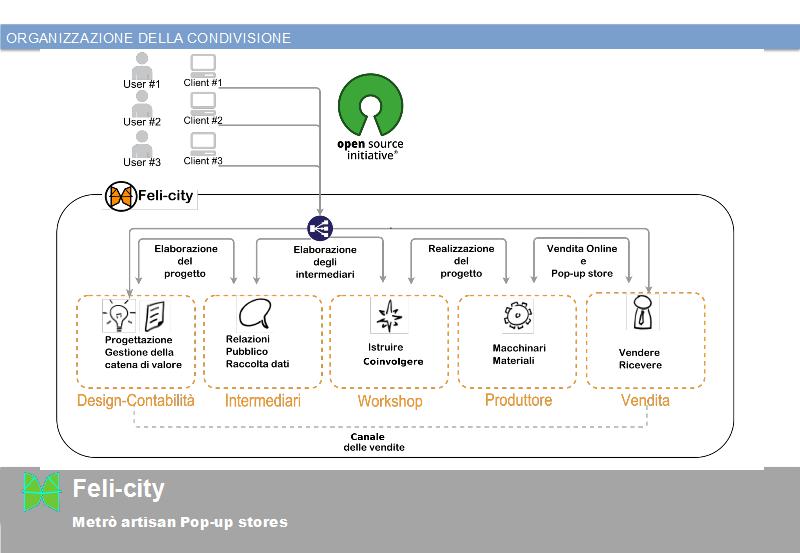 ORGANIZZAZIONE DELLA CONDIVISIONE
User #1
Client #1
User #2
Client #2
User #3
Client #3
open source
initiative®
Feli-city
Elaborazione
del
progetto
Elaborazione
degli
intermediari
Realizzazione
del
progetto
Vendita Online
e
Pop-up store
Progettazione
Gestione della
catena di valore
Relazioni
Pubblico
Raccolta dati
Istruire
Coinvolgere
Macchinari
Materiali
Vendere
Ricevere
Design-Contabilità
Intermediari
Workshop
Produttore
Vendita
Canale
delle vendite
Feli-city
Metrò artisan Pop-up stores